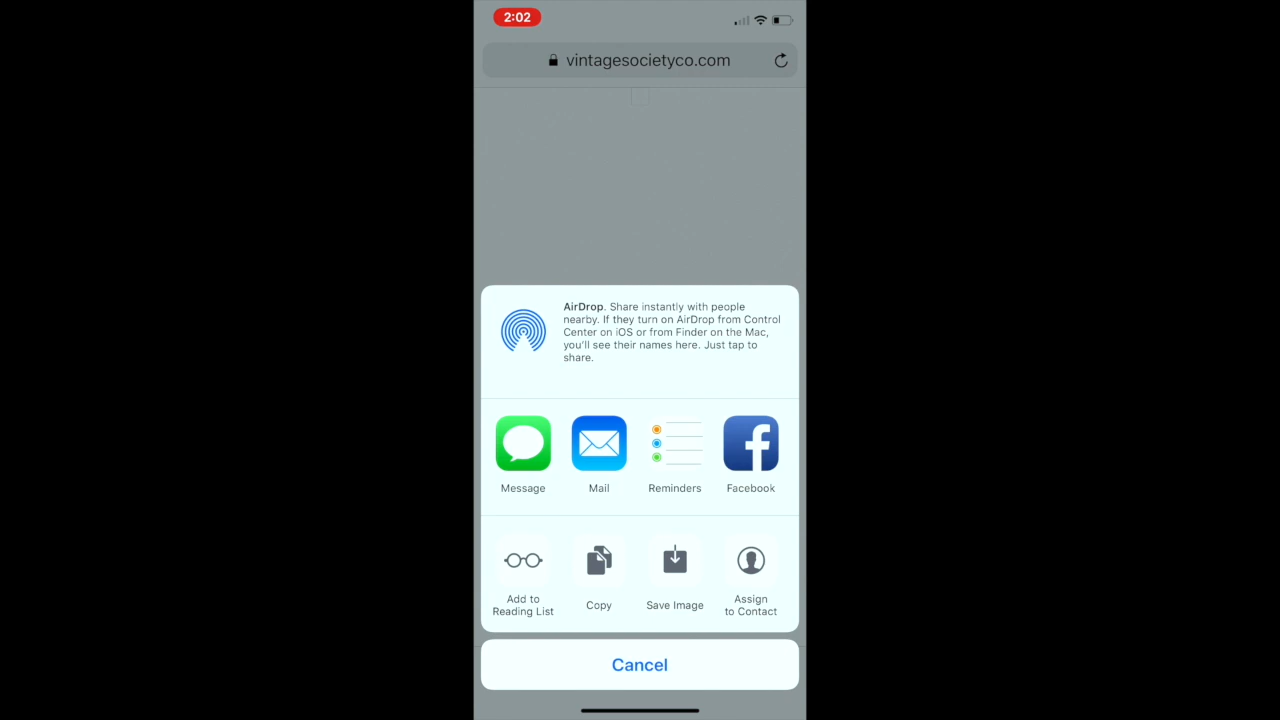 2:02
vintagesocietyco.com
AirDrop. Share instantly with people
nearby. If they turn on AirDrop from Control
Center on iOS or from Finder on the Mac,
you'll see their names here. Just tap to
share.
Message Mail Reminders Facebook
Add to
Reading List
Copy
Save Image
Assign
to Contact
Cancel